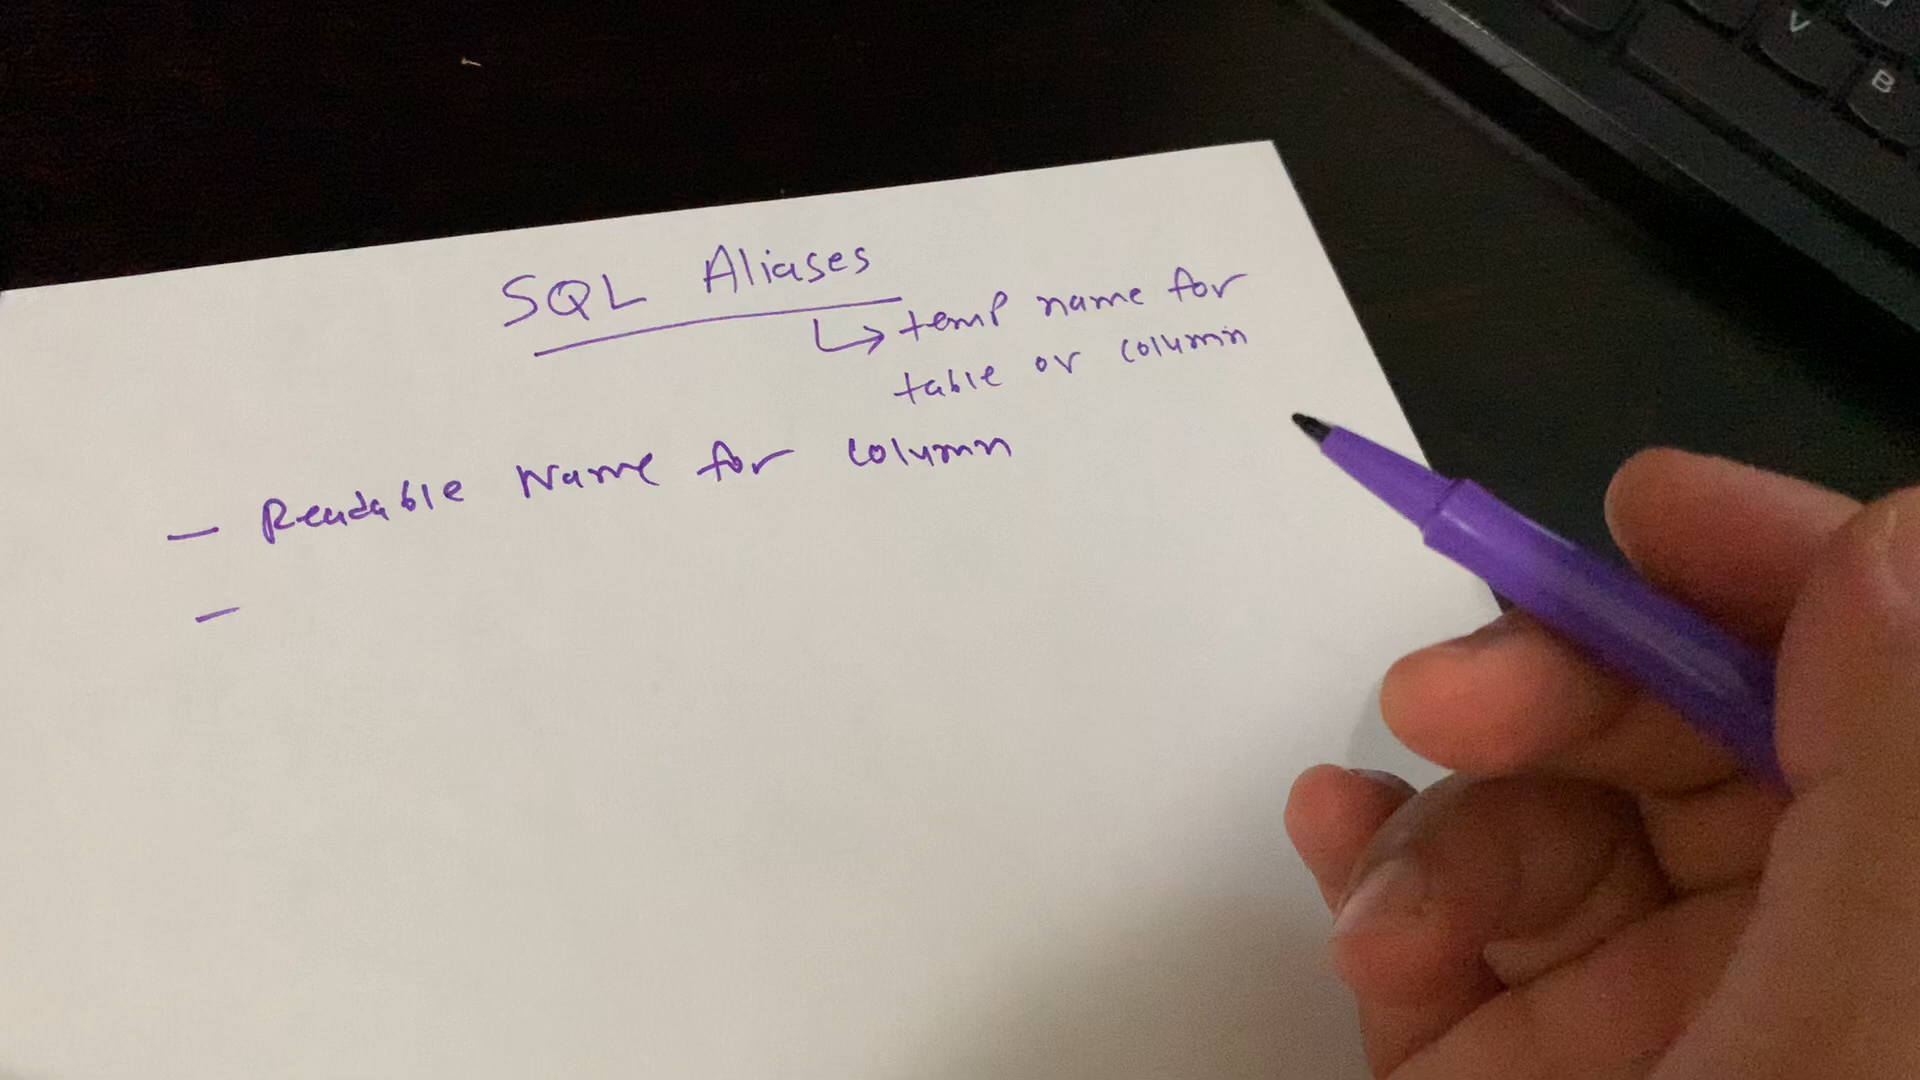 SQL Aliases
↳ temp name for
table or column
— Readable Name for column
—
V
B